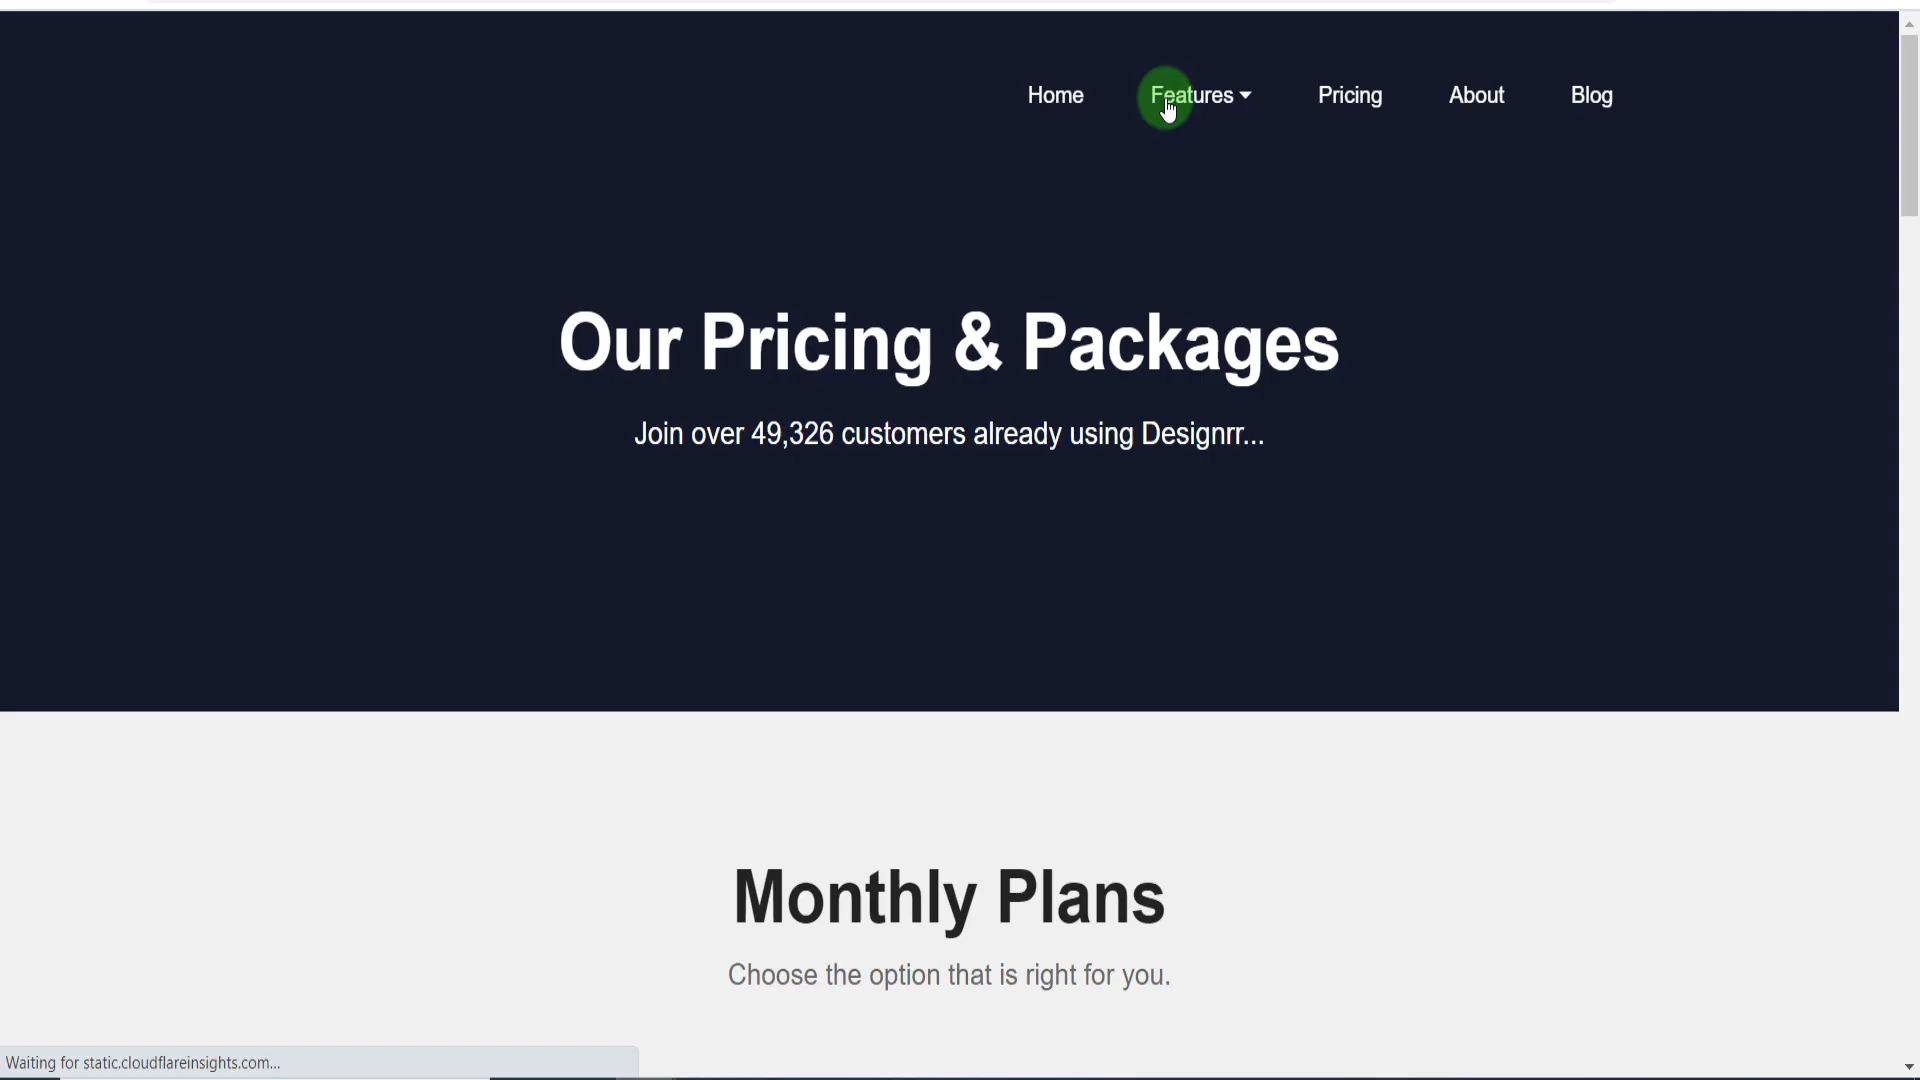 Home Features Pricing About Blog
Our Pricing & Packages
Join over 49,326 customers already using Designrr...
Monthly Plans
Choose the option that is right for you.
Waiting for static.cloudflareinsights.com...